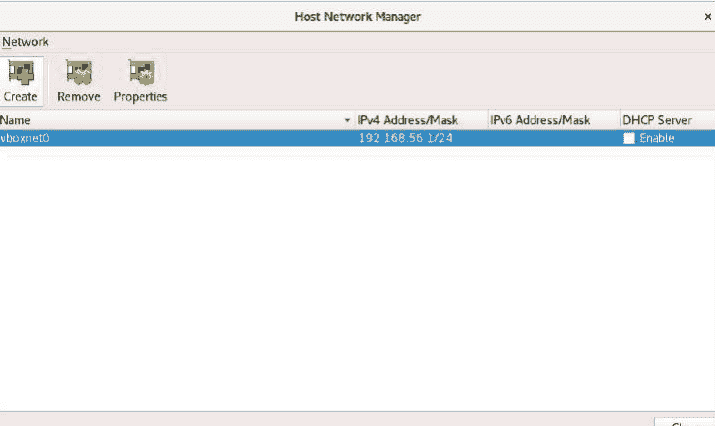 Host Network Manager
Network
Create Remove Properties
Name IPv4 Address/Mask IPv6 Address/Mask DHCP Server
vboxnet0 192.168.56.1/24 Enable